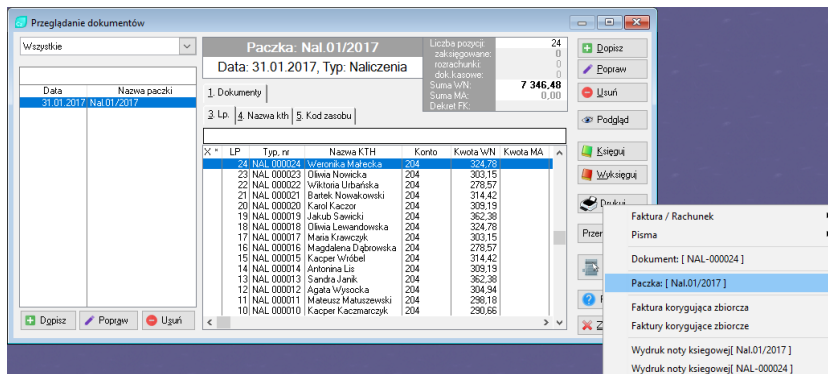 Przeglądanie dokumentów
Wszystkie
Data Nazwa paczki
31.01.2017 Nal.01/2017
Dopisz Popraw Usuń
Paczka: Nal.01/2017
Data: 31.01.2017, Typ: Naliczenia
Liczba pozycji: 24
zaksięgowane: 0
rozrachunki: 0
dok.kasowe: 0
Suma WN: 7 346,48
Suma MA: 0,00
Dekret FK:
1. Dokumenty
3. Lp. 4. Nazwa kth 5. Kod zasobu
X * LP Typ, nr Nazwa KTH Konto Kwota WN Kwota MA
24 NAL 000024 Weronika Małecka 204 324,78
23 NAL 000023 Oliwia Nowicka 204 303,15
22 NAL 000022 Wiktoria Urbańska 204 278,57
21 NAL 000021 Bartek Nowakowski 204 314,42
20 NAL 000020 Karol Kaczor 204 309,19
19 NAL 000019 Jakub Sawicki 204 362,38
18 NAL 000018 Oliwia Lewandowska 204 324,78
17 NAL 000017 Maria Krawczyk 204 303,15
16 NAL 000016 Magdalena Dąbrowska 204 278,57
15 NAL 000015 Kacper Wróbel 204 314,42
14 NAL 000014 Antonina Lis 204 309,19
13 NAL 000013 Sandra Janik 204 362,38
12 NAL 000012 Agata Wysocka 204 304,94
11 NAL 000011 Mateusz Matuszewski 204 298,18
10 NAL 000010 Kacper Kaczmarczyk 204 290,66
Dopisz
Popraw
Usuń
Podgląd
Księguj
Wyksięguj
Drukuj
Przer
Faktura / Rachunek
Pisma
Dokument: [ NAL-000024 ]
Paczka: [ Nal.01/2017 ]
Faktura korygująca zbiorcza
Faktury korygujące zbiorcze
Wydruk noty ksiegowej[ Nal.01/2017 ]
Wydruk noty ksiegowej[ NAL-000024 ]